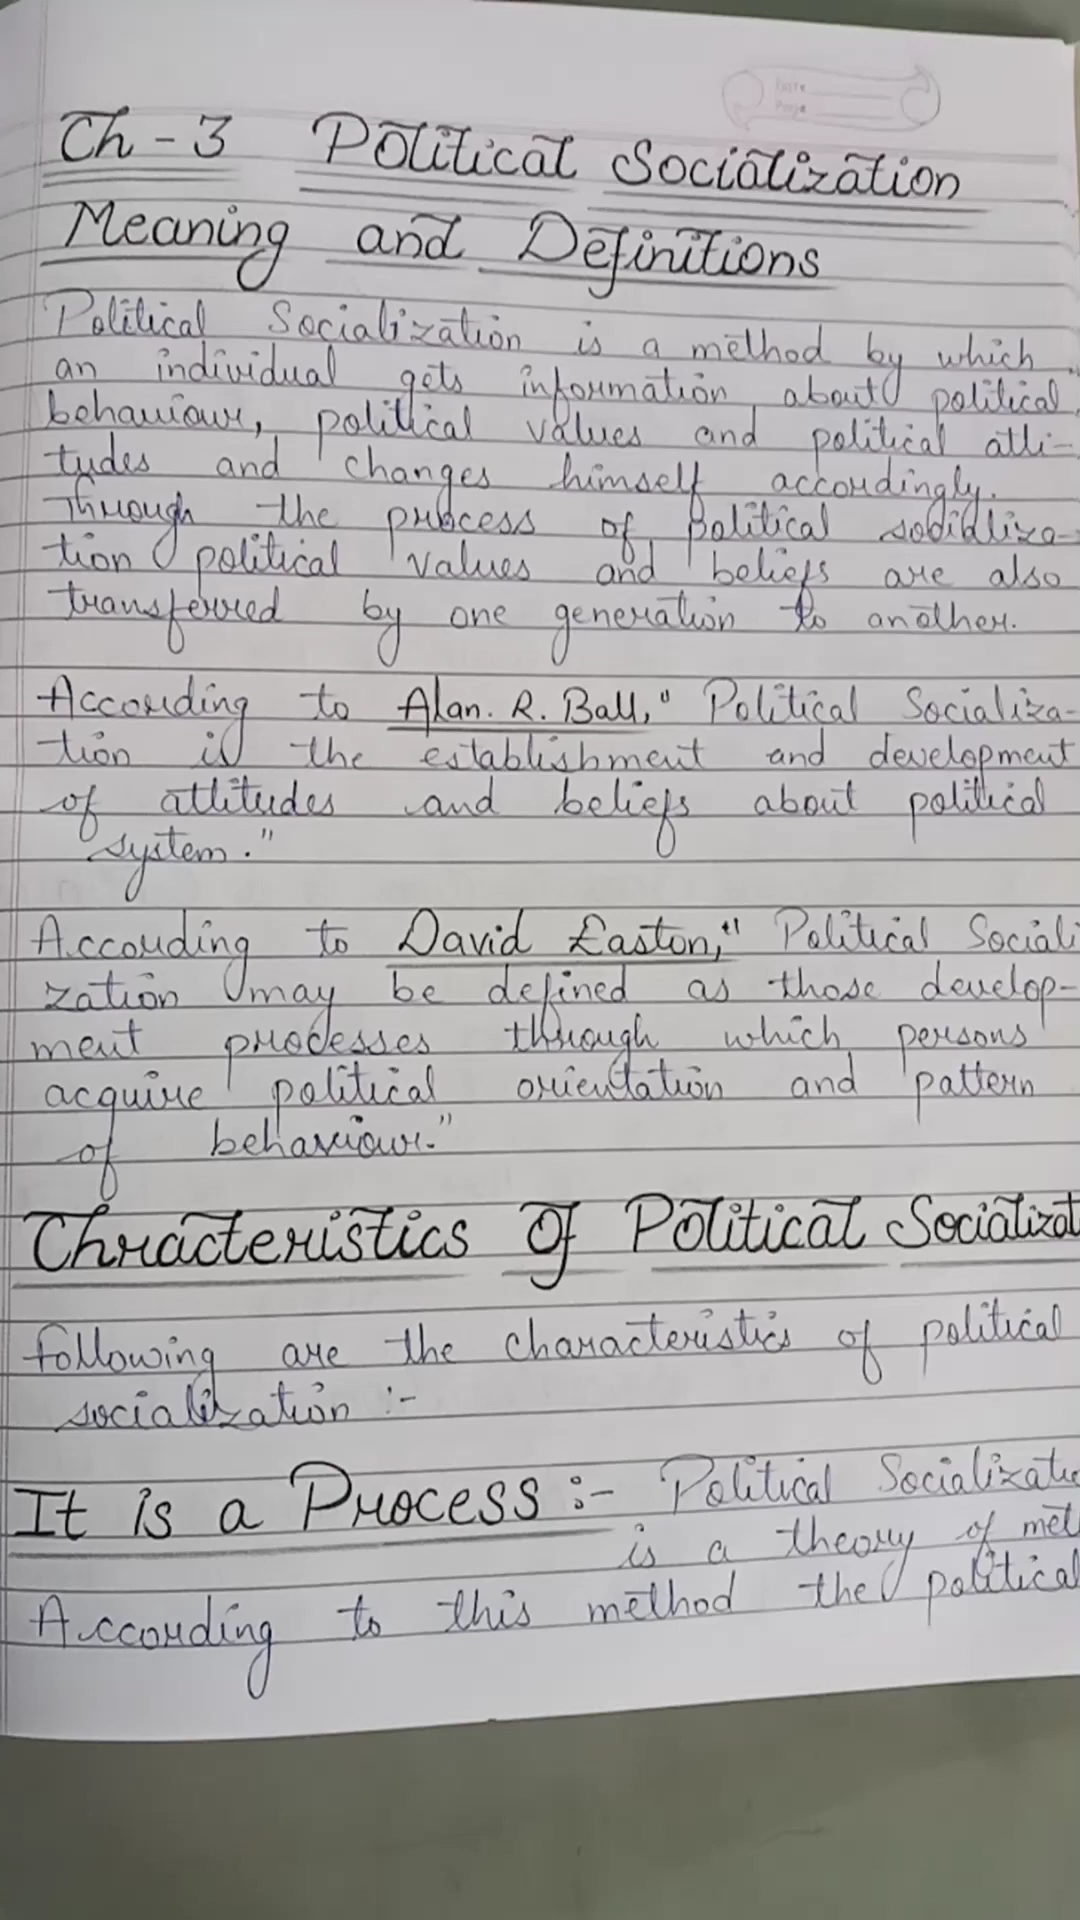 Date
Page
Ch - 3 Political Socialization
Meaning and Definitions
Political Socialization is a method by which
an individual gets information about political
behaviour, political values and political atti-
tudes and changes himself accordingly.
Through the process of political socializa-
tion political values and beliefs are also
transferred by one generation to another.
According to Alan. R. Ball," Political Socializa-
tion is the establishment and development
of attitudes and beliefs about political
system."
According to David Easton," Political Sociali
zation may be defined as those develop-
ment processes through which persons
acquire political orientation and pattern
of behaviour."
Chracteristics Of Political Socializat
Following are the characteristics of political
socialization :-
It is a Process :- Political Socializatio
is a theory of met
According to this method the political